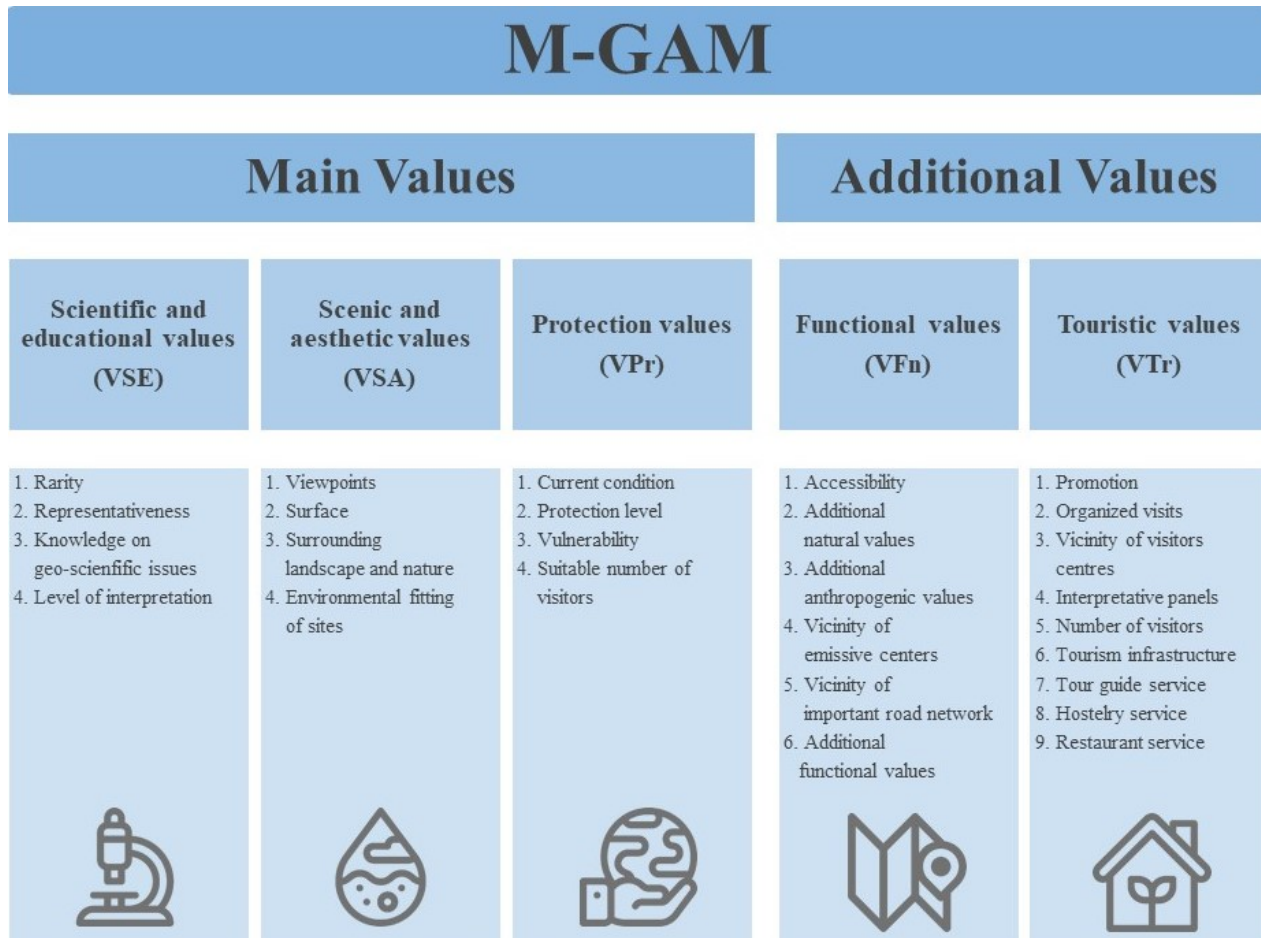 M-GAM
Main Values
Additional Values
Scientific and
educational values
(VSE)
Scenic and
aesthetic values
(VSA)
Protection values
(VPr)
Functional values
(VFn)
Touristic values
(VTr)
1. Rarity
2. Representativeness
3. Knowledge on
geo-scienfific issues
4. Level of interpretation
1. Viewpoints
2. Surface
3. Surrounding
landscape and nature
4. Environmental fitting
of sites
1. Current condition
2. Protection level
3. Vulnerability
4. Suitable number of
visitors
1. Accessibility
2. Additional
natural values
3. Additional
anthropogenic values
4. Vicinity of
emissive centers
5. Vicinity of
important road network
6. Additional
functional values
1. Promotion
2. Organized visits
3. Vicinity of visitors
centres
4. Interpretative panels
5. Number of visitors
6. Tourism infrastructure
7. Tour guide service
8. Hostelry service
9. Restaurant service